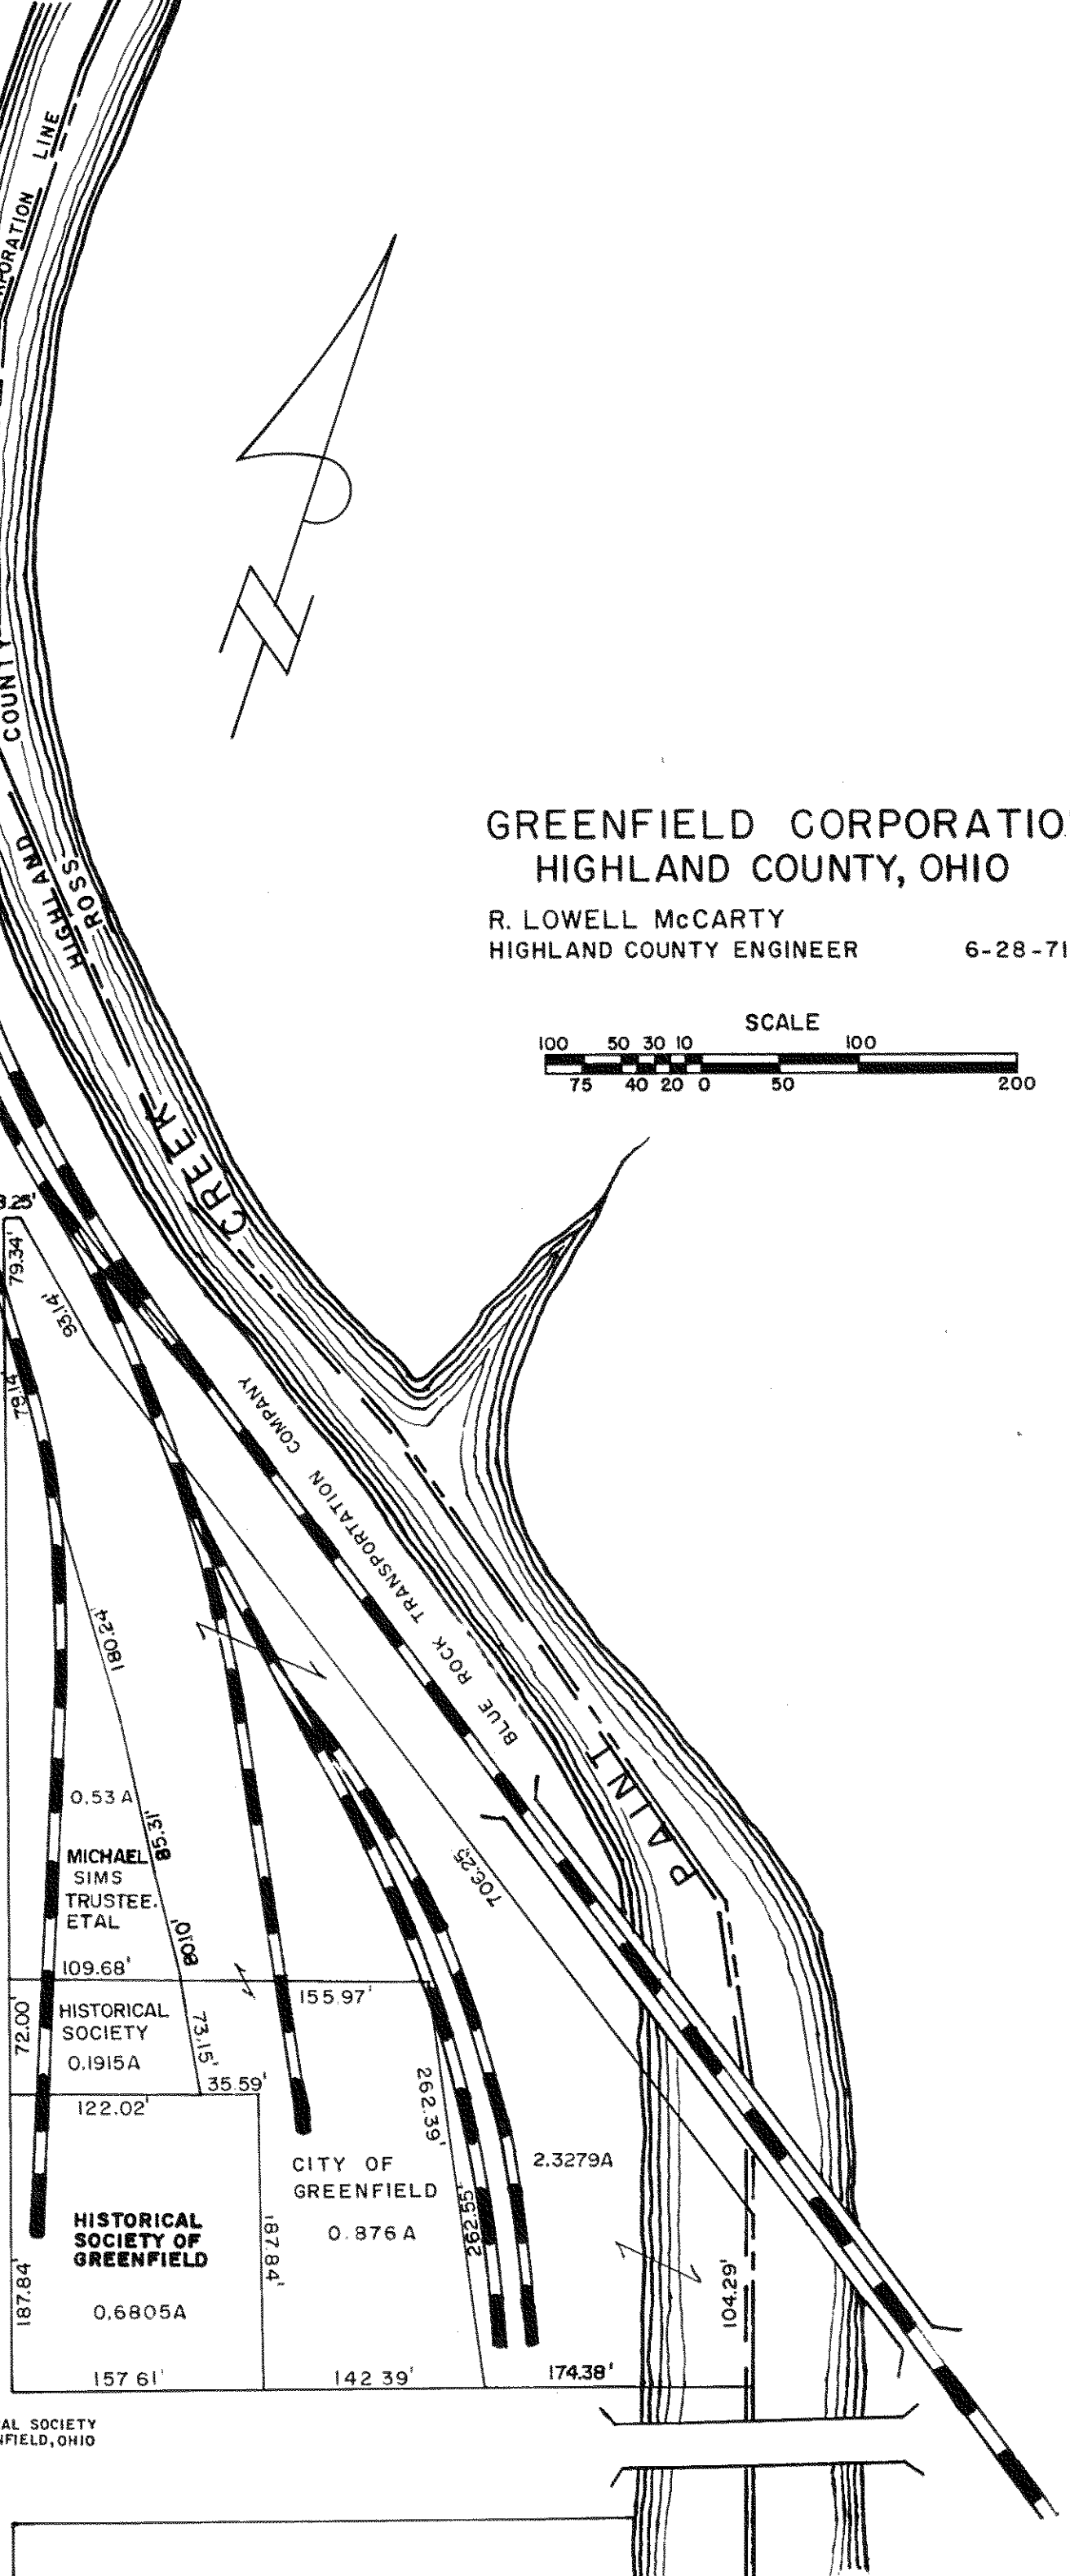 LINE
COUNTY
GREENFIELD CORPORATIO
HIGHLAND COUNTY, OHIO
R. LOWELL McCARTY
HIGHLAND COUNTY ENGINEER 6-28-71
HIGHLAND
ROSS
SCALE
100 50 30 10 100
75 40 20 0 50 200
CREEK
79.34'
93.14'
79.14'
BLUE ROCK TRANSPORTATION COMPANY
180.24'
0.53 A
85.31'
MICHAEL
SIMS
TRUSTEE.
ETAL
PAINT
706.25'
80.10'
109.68'
155.97'
72.00'
HISTORICAL
SOCIETY
0.1915A
73.15'
35.59'
122.02'
262.39'
CITY OF
GREENFIELD
0.876 A
2.3279A
262.55'
HISTORICAL
SOCIETY OF
GREENFIELD
0.6805A
187.84'
187.84'
104.29'
157.61'
142.39'
174.38'
AL SOCIETY
NFIELD, OHIO